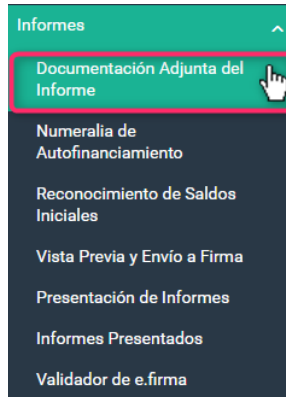 Informes
Documentación Adjunta del
Informe
Numeralia de
Autofinanciamiento
Reconocimiento de Saldos
Iniciales
Vista Previa y Envío a Firma
Presentación de Informes
Informes Presentados
Validador de e.firma